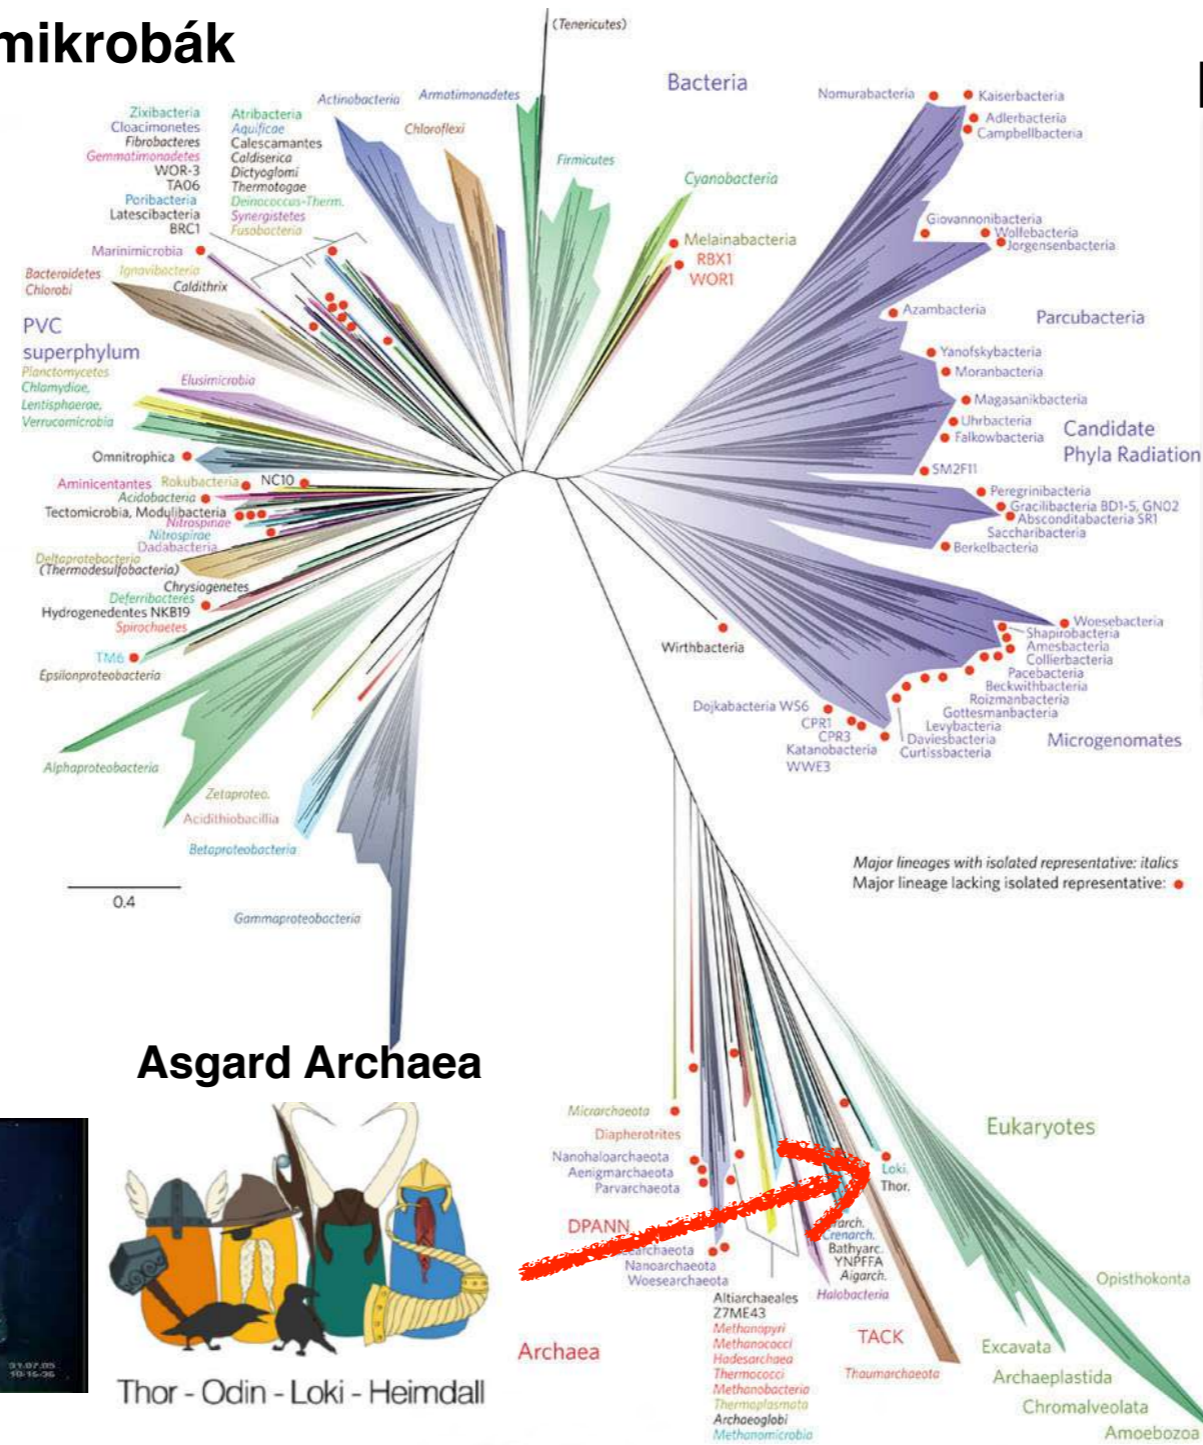 mikrobák
(Tenericutes)
Bacteria
Zixibacteria
Cloacimonetes
Fibrobacteres
Gemmatimonadetes
WOR-3
TA06
Poribacteria
Latescibacteria
BRC1
Atribacteria
Aquificae
Calescamantes
Caldiserica
Dictyoglomi
Thermotogae
Deinococcus-Therm.
Synergistetes
Fusobacteria
Actinobacteria
Armatimonadetes
Chloroflexi
Firmicutes
Cyanobacteria
Melainabacteria
RBX1
WOR1
Marinimicrobia
Bacteroidetes
Chlorobi
Ignavibacteria
Caldithrix
PVC
superphylum
Planctomycetes
Chlamydiae,
Lentisphaerae,
Verrucomicrobia
Elusimicrobia
Omnitrophica
Aminicentantes
Rokubacteria
NC10
Acidobacteria
Tectomicrobia, Modulibacteria
Nitrospinae
Nitrospirae
Dadabacteria
Deltaprotebacteria
(Thermodesulfobacteria)
Chrysiogenetes
Deferribacteres
Hydrogenedentes NKB19
Spirochaetes
TM6
Epsilonproteobacteria
Alphaproteobacteria
Zetaproteo.
Acidithiobacillia
Betaproteobacteria
0.4
Gammaproteobacteria
Nomurabacteria
Kaiserbacteria
Adlerbacteria
Campbellbacteria
Giovannonibacteria
Wolfebacteria
Jorgensenbacteria
Azambacteria
Parcubacteria
Yanofskybacteria
Moranbacteria
Magasanikbacteria
Uhrbacteria
Falkowbacteria
Candidate
Phyla Radiation
SM2F11
Peregrinibacteria
Gracilibacteria BD1-5, GN02
Absconditabacteria SR1
Saccharibacteria
Berkelbacteria
Wirthbacteria
Woesebacteria
Shapirobacteria
Amesbacteria
Collierbacteria
Pacebacteria
Beckwithbacteria
Roizmanbacteria
Gottesmanbacteria
Levybacteria
Daviesbacteria
Curtissbacteria
Microgenomates
Dojkabacteria WS6
CPR1
CPR3
Katanobacteria
WWE3
Major lineages with isolated representative: italics
Major lineage lacking isolated representative:
Asgard Archaea
Thor - Odin - Loki - Heimdall
Micrarchaeota
Diapherotrites
Nanohaloarchaeota
Aenigmarchaeota
Parvarchaeota
DPANN
Nanoarchaeota
Woesearchaeota
Archaea
Altiarchaeales
Z7ME43
Methanopyri
Methanococci
Hadesarchaea
Thermococci
Methanobacteria
Thermoplasmata
Archaeoglobi
Methanomicrobia
Loki.
Thor.
Crenarch.
Bathyarc.
YNPFFA
Aigarch.
Halobacteria
TACK
Thaumarchaeota
Eukaryotes
Opisthokonta
Excavata
Archaeplastida
Chromalveolata
Amoebozoa